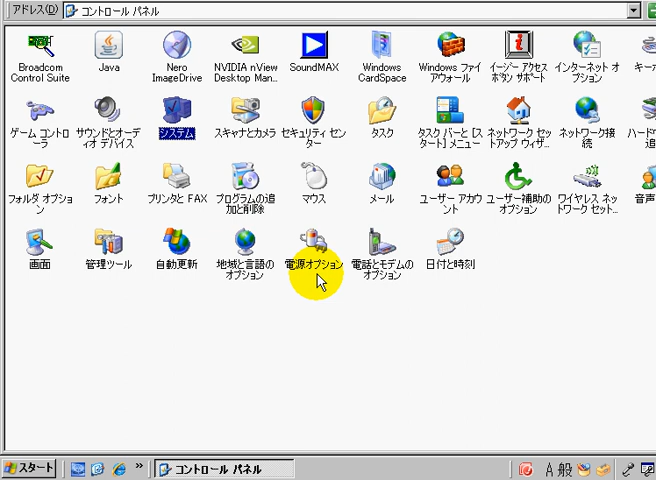 アドレス(D) コントロール パネル
Broadcom
Control Suite
Java
Nero
ImageDrive
NVIDIA nView
Desktop Man...
SoundMAX
Windows
CardSpace
Windows ファイ
アウォール
イージー アクセス
ボタン サポート
インターネット オ
プション
キー
ゲーム コントロ
ーラ
サウンドとオーデ
ィオ デバイス
システム
スキャナとカメラ
セキュリティ セン
ター
タスク
タスク バーと [ス
タート] メニュー
ネットワーク セッ
トアップ ウィザ...
ネットワーク接
続
ハード
追
フォルダ オプショ
ン
フォント
プリンタと FAX
プログラムの追
加と削除
マウス
メール
ユーザー アカウ
ント
ユーザー補助の
オプション
ワイヤレス ネッ
トワーク セット...
音声
画面
管理ツール
自動更新
地域と言語の
オプション
電源オプション
電話とモデムの
オプション
日付と時刻
スタート
»
コントロール パネル
A 般